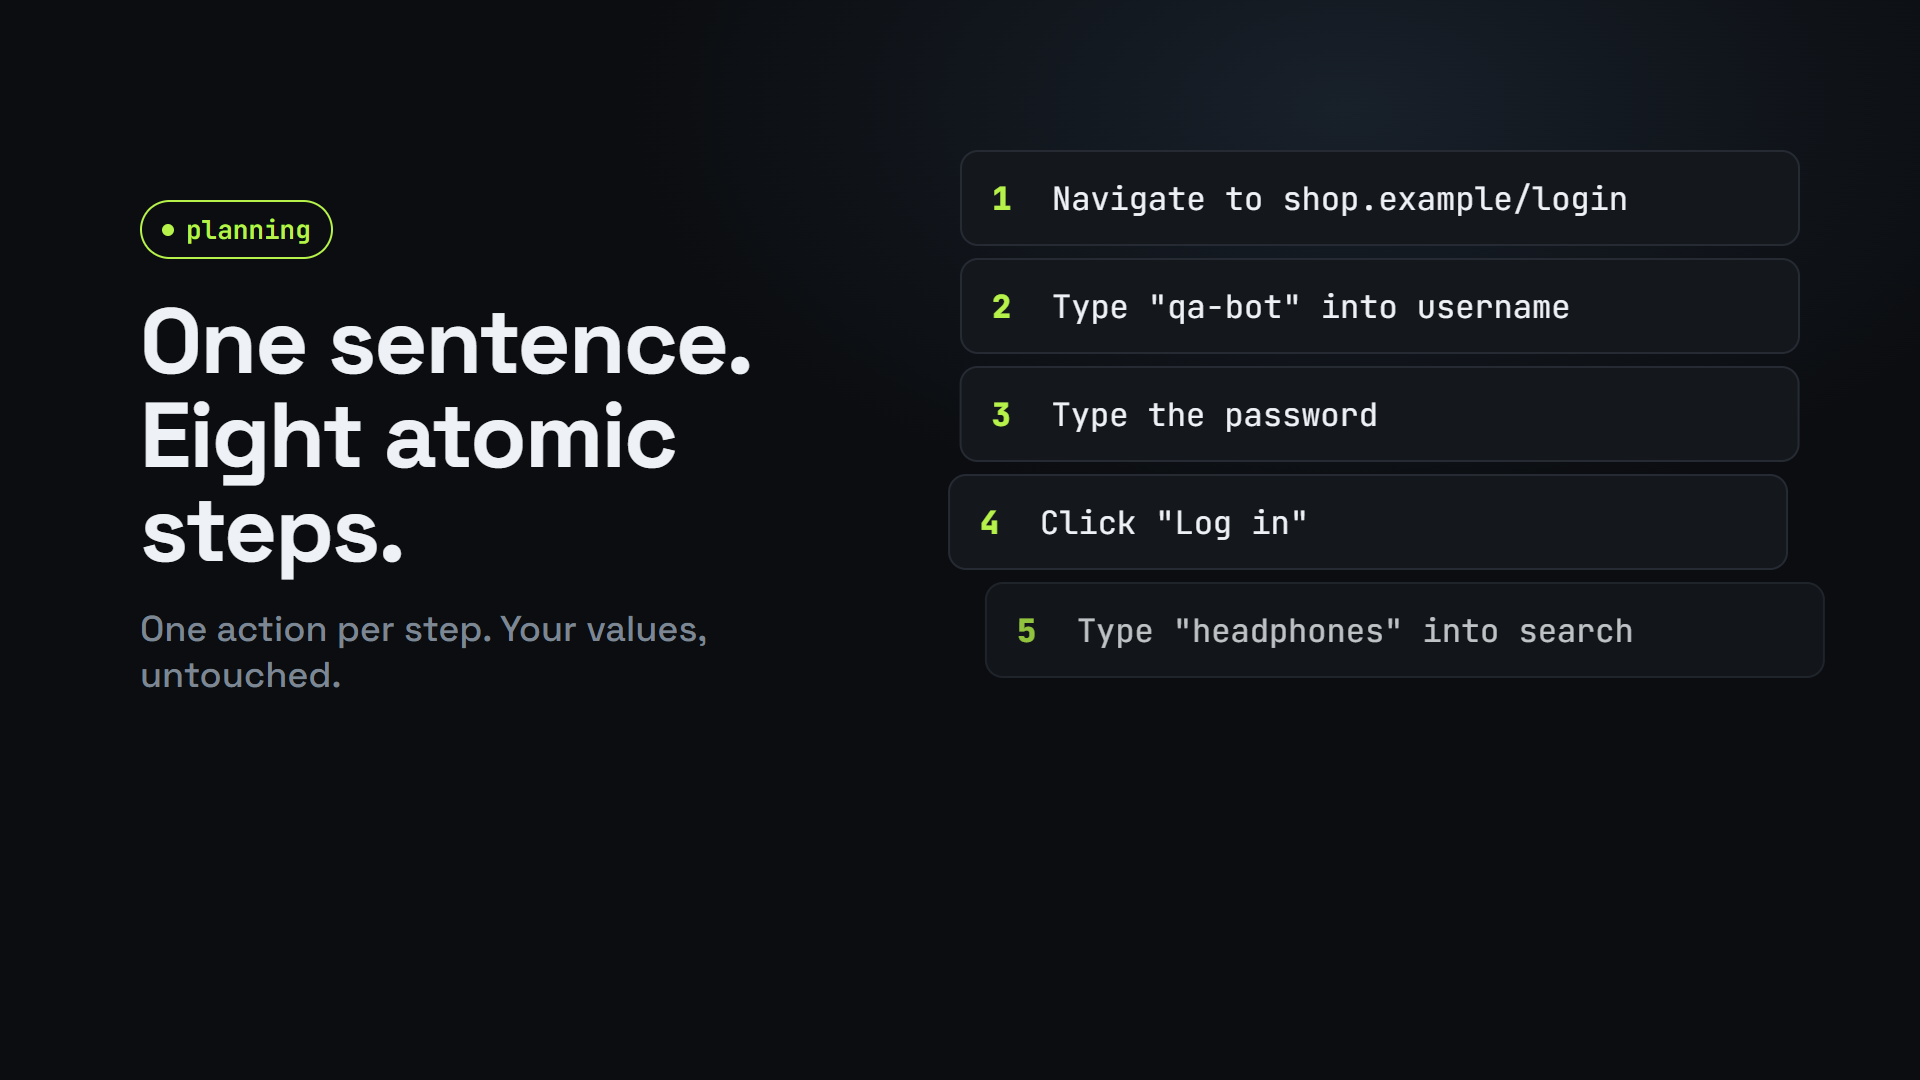 planning
One sentence.
Eight atomic
steps.
One action per step. Your values,
untouched.
1 Navigate to shop.example/login
2 Type "qa-bot" into username
3 Type the password
4 Click "Log in"
5 Type "headphones" into search